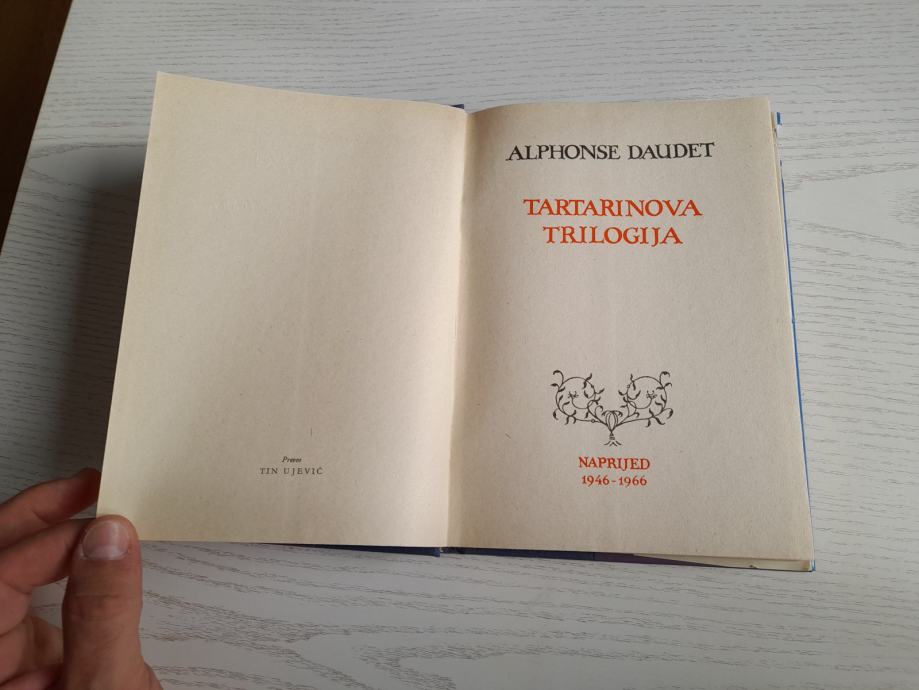 Preveo
TIN UJEVIĆ
ALPHONSE DAUDET
TARTARINOVA
TRILOGIJA
NAPRIJED
1946-1966